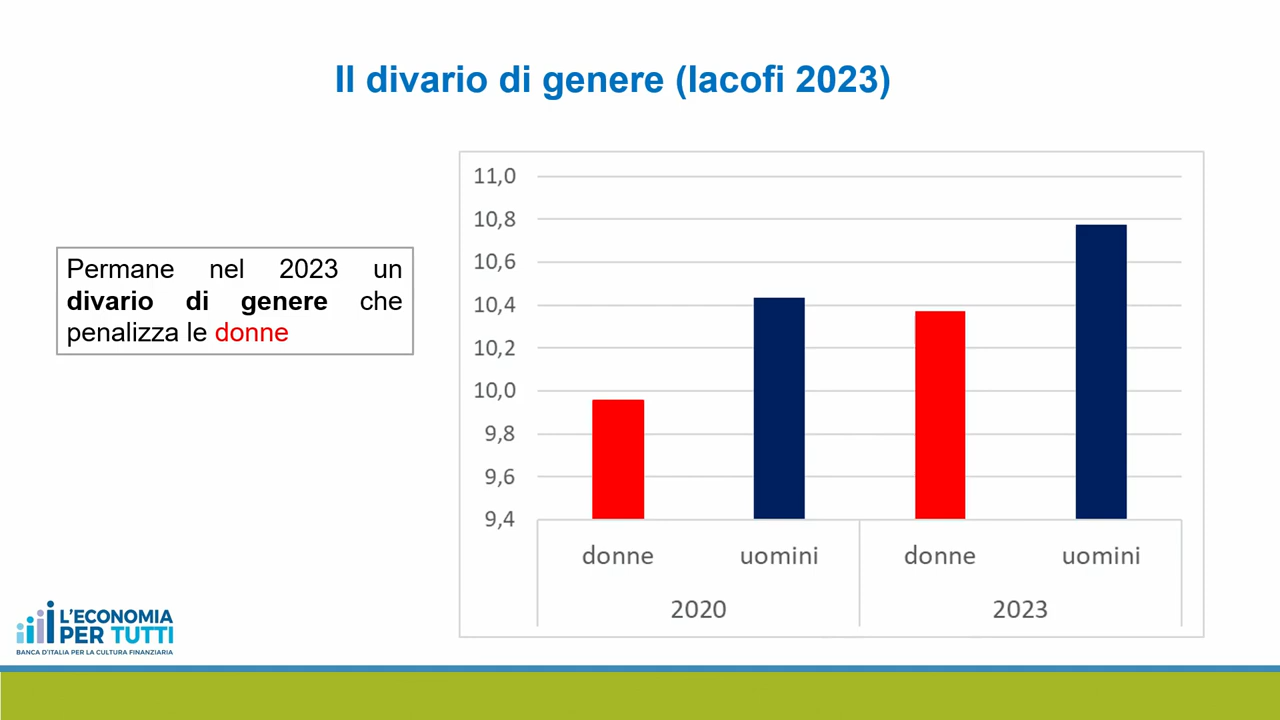 Il divario di genere (Iacofi 2023)
Permane nel 2023 un
divario di genere che
penalizza le donne
11,0
10,8
10,6
10,4
10,2
10,0
9,8
9,6
9,4
donne uomini donne uomini
2020 2023
L'ECONOMIA
PER TUTTI
BANCA D'ITALIA PER LA CULTURA FINANZIARIA